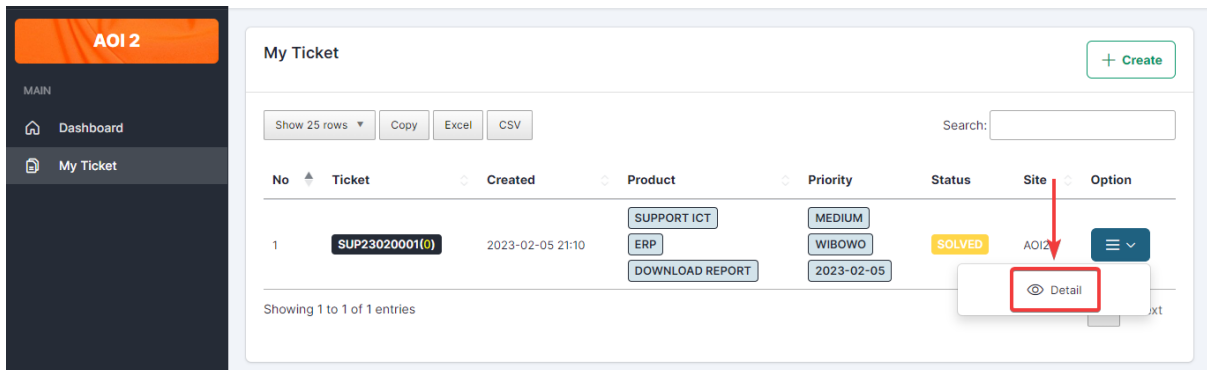 AOI 2
MAIN
Dashboard
My Ticket
My Ticket
+ Create
Show 25 rows Copy Excel CSV
Search:
No Ticket Created Product Priority Status Site Option
SUPPORT ICT MEDIUM
1 SUP23020001(0) 2023-02-05 21:10 ERP WIBOWO SOLVED AOI2
DOWNLOAD REPORT 2023-02-05
Detail
Showing 1 to 1 of 1 entries